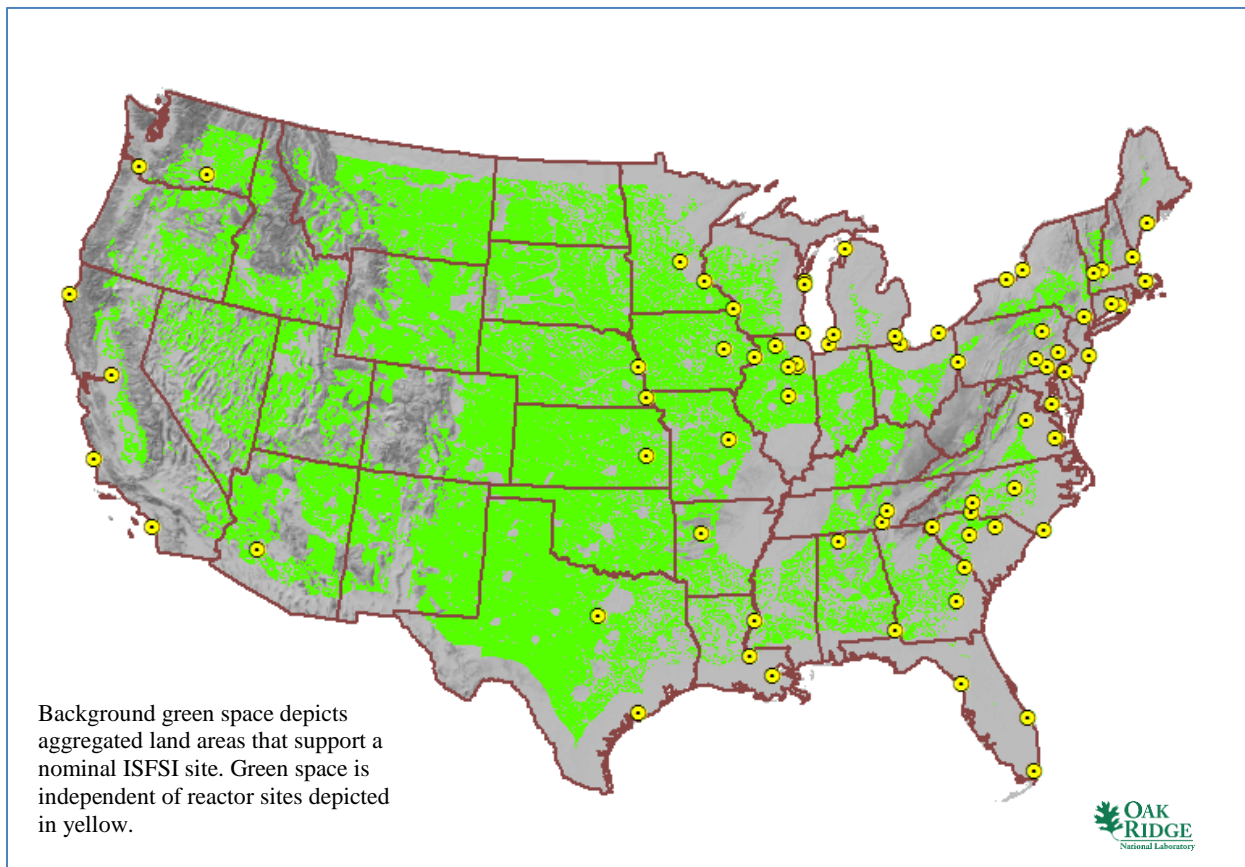 Background green space depicts
aggregated land areas that support a
nominal ISFSI site. Green space is
independent of reactor sites depicted
in yellow.
OAK
RIDGE
National Laboratory